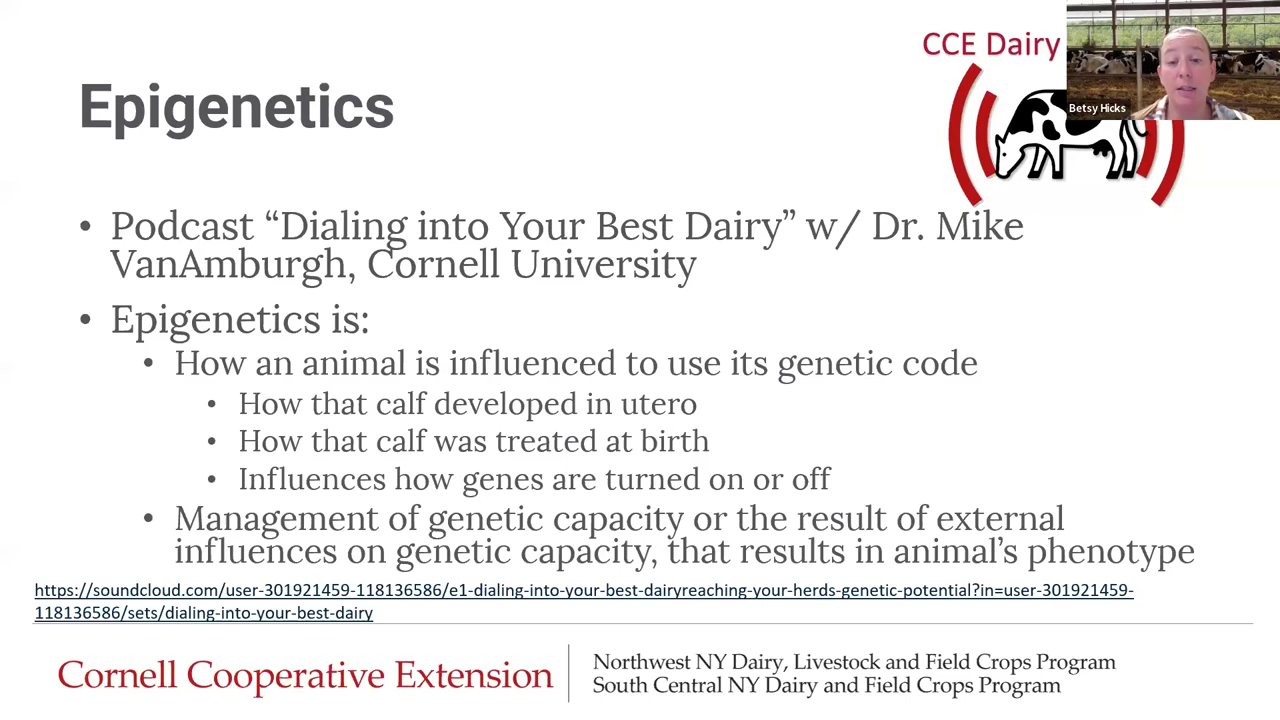 CCE Dairy
Betsy Hicks
Epigenetics
• Podcast “Dialing into Your Best Dairy” w/ Dr. Mike
VanAmburgh, Cornell University
• Epigenetics is:
• How an animal is influenced to use its genetic code
• How that calf developed in utero
• How that calf was treated at birth
• Influences how genes are turned on or off
• Management of genetic capacity or the result of external
influences on genetic capacity, that results in animal’s phenotype
https://soundcloud.com/user-301921459-118136586/e1-dialing-into-your-best-dairyreaching-your-herds-genetic-potential?in=user-301921459-
118136586/sets/dialing-into-your-best-dairy
Cornell Cooperative Extension
Northwest NY Dairy, Livestock and Field Crops Program
South Central NY Dairy and Field Crops Program